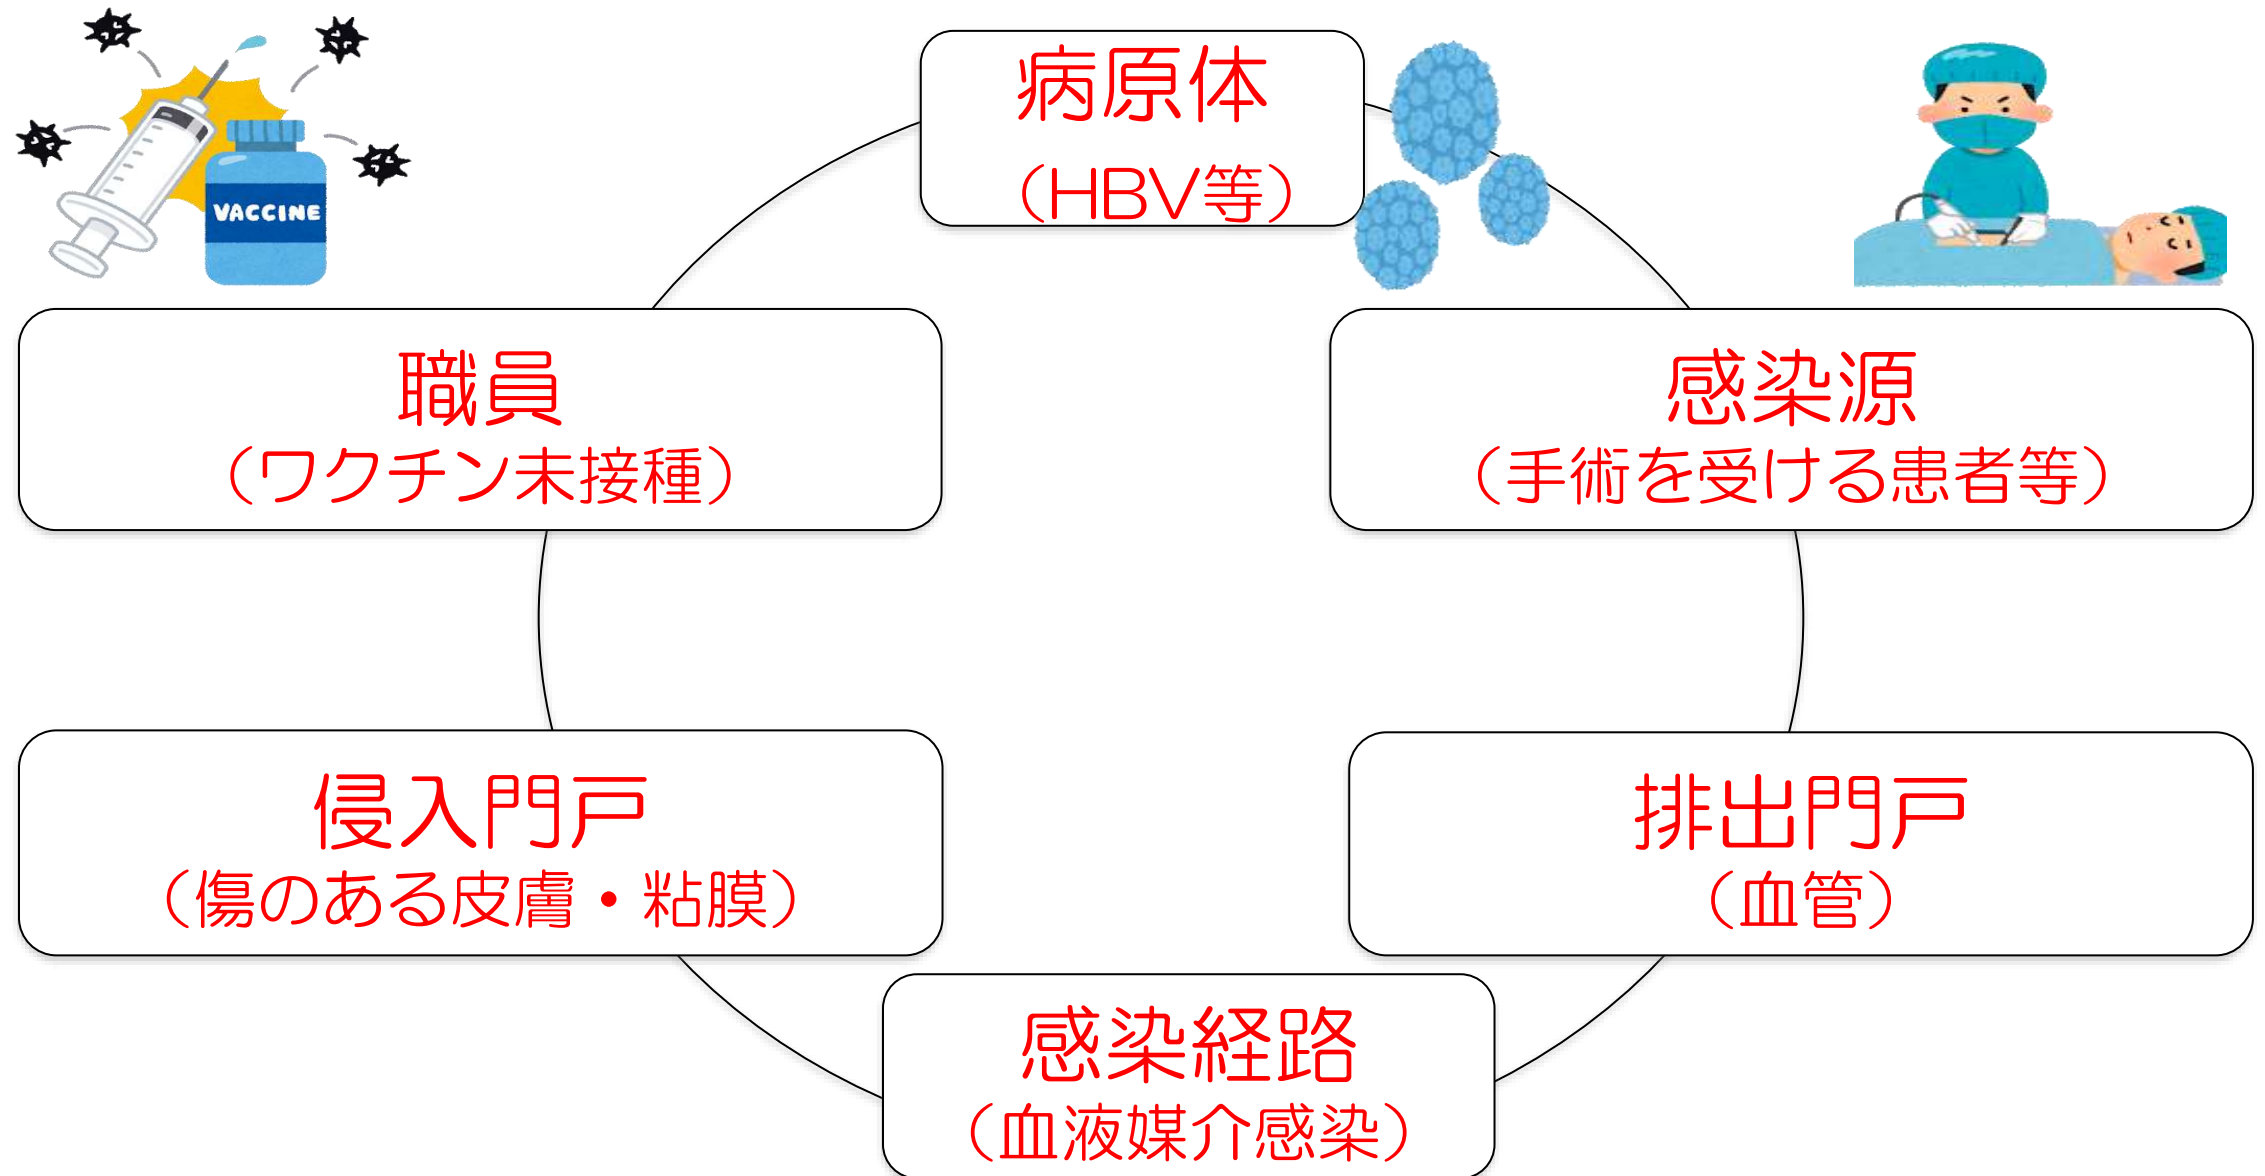 病原体
（HBV等）
VACCINE
職員
（ワクチン未接種）
感染源
（手術を受ける患者等）
侵入門戸
（傷のある皮膚・粘膜）
排出門戸
（血管）
感染経路
（血液媒介感染）